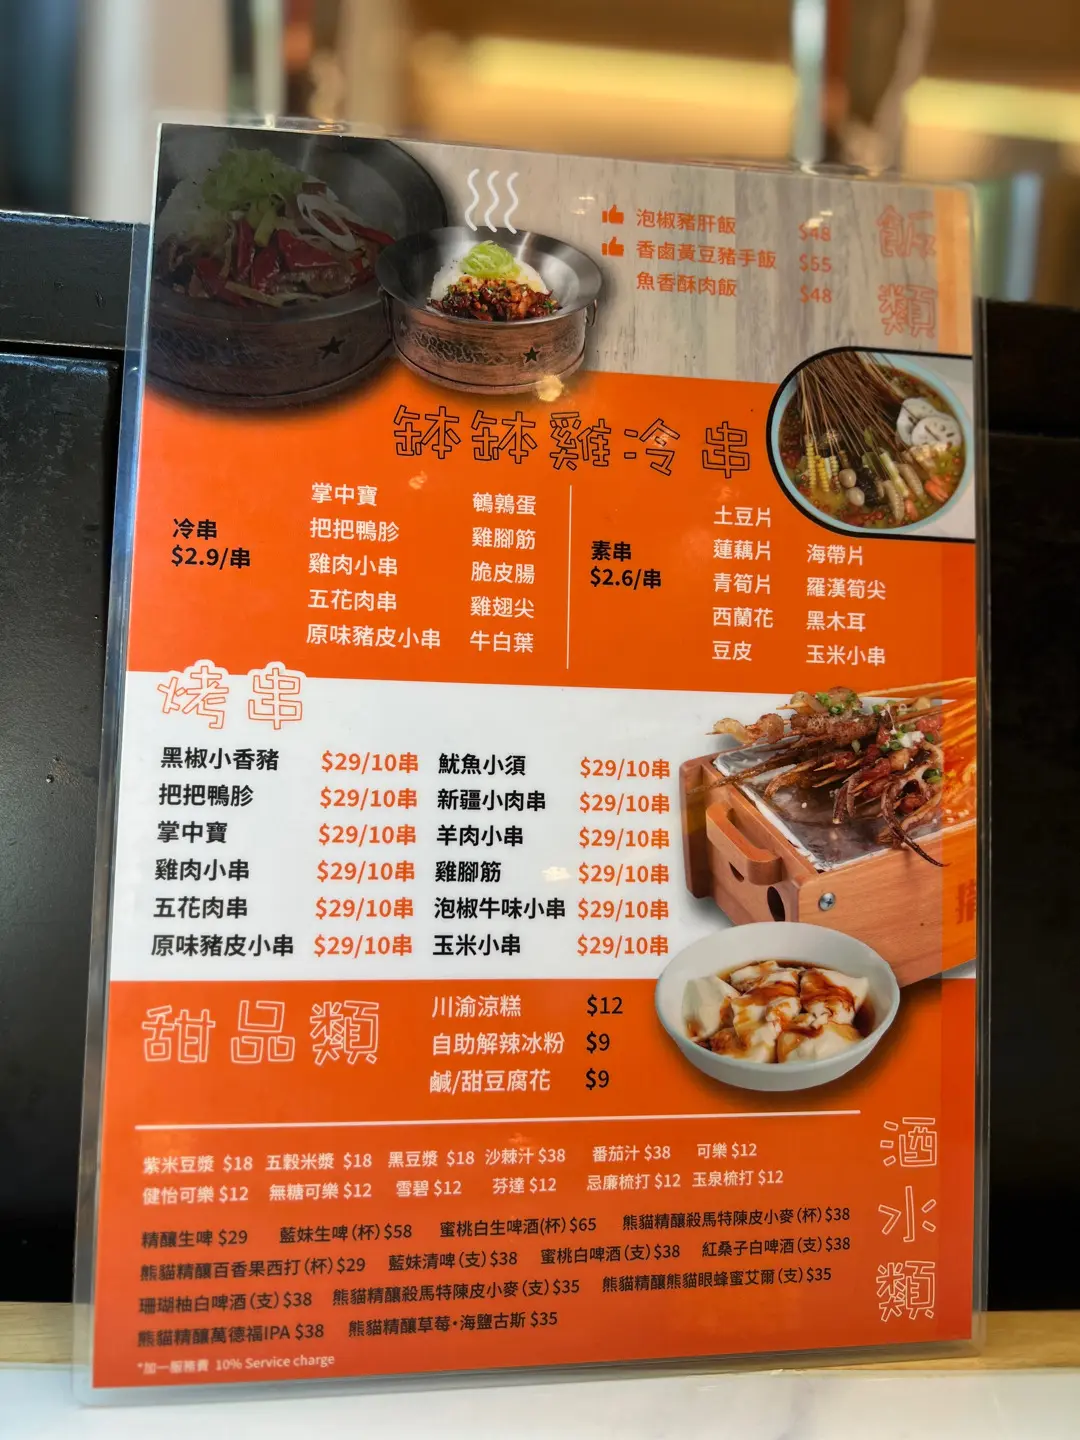 飯類
泡椒豬肝飯 $48
香鹵黃豆豬手飯 $55
魚香酥肉飯 $48
缽缽雞冷串
冷串
$2.9/串
掌中寶 鵪鶉蛋
把把鴨胗 雞腳筋
雞肉小串 脆皮腸
五花肉串 雞翅尖
原味豬皮小串 牛白葉
素串
$2.6/串
土豆片
蓮藕片 海帶片
青筍片 羅漢筍尖
西蘭花 黑木耳
豆皮 玉米小串
烤串
黑椒小香豬 $29/10串 魷魚小須 $29/10串
把把鴨胗 $29/10串 新疆小肉串 $29/10串
掌中寶 $29/10串 羊肉小串 $29/10串
雞肉小串 $29/10串 雞腳筋 $29/10串
五花肉串 $29/10串 泡椒牛味小串 $29/10串
原味豬皮小串 $29/10串 玉米小串 $29/10串
甜品類
川渝涼糕 $12
自助解辣冰粉 $9
鹹/甜豆腐花 $9
酒水類
紫米豆漿 $18 五穀米漿 $18 黑豆漿 $18 沙棘汁 $38 番茄汁 $38 可樂 $12
健怡可樂 $12 無糖可樂 $12 雪碧 $12 芬達 $12 忌廉梳打 $12 玉泉梳打 $12
精釀生啤 $29 藍妹生啤(杯) $58 蜜桃白生啤酒(杯) $65 熊貓精釀殺馬特陳皮小麥(杯) $38
熊貓精釀百香果西打(杯) $29 藍妹清啤(支) $38 蜜桃白啤酒(支) $38 紅桑子白啤酒(支) $38
珊瑚柚白啤酒(支) $38 熊貓精釀殺馬特陳皮小麥(支) $35 熊貓精釀熊貓眼蜂蜜艾爾(支) $35
熊貓精釀萬德福IPA $38 熊貓精釀草莓•海鹽古斯 $35
*加一服務費 10% Service charge